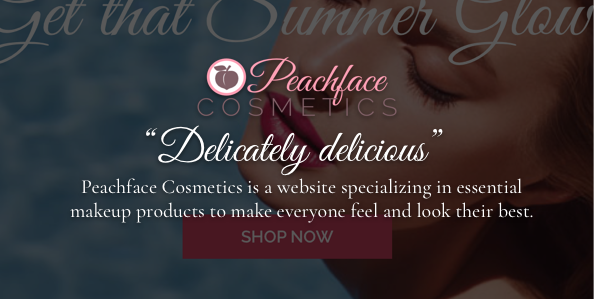 Get that Summer Glow
Peachface
COSMETICS
“Delicately delicious”
Peachface Cosmetics is a website specializing in essential
makeup products to make everyone feel and look their best.
SHOP NOW